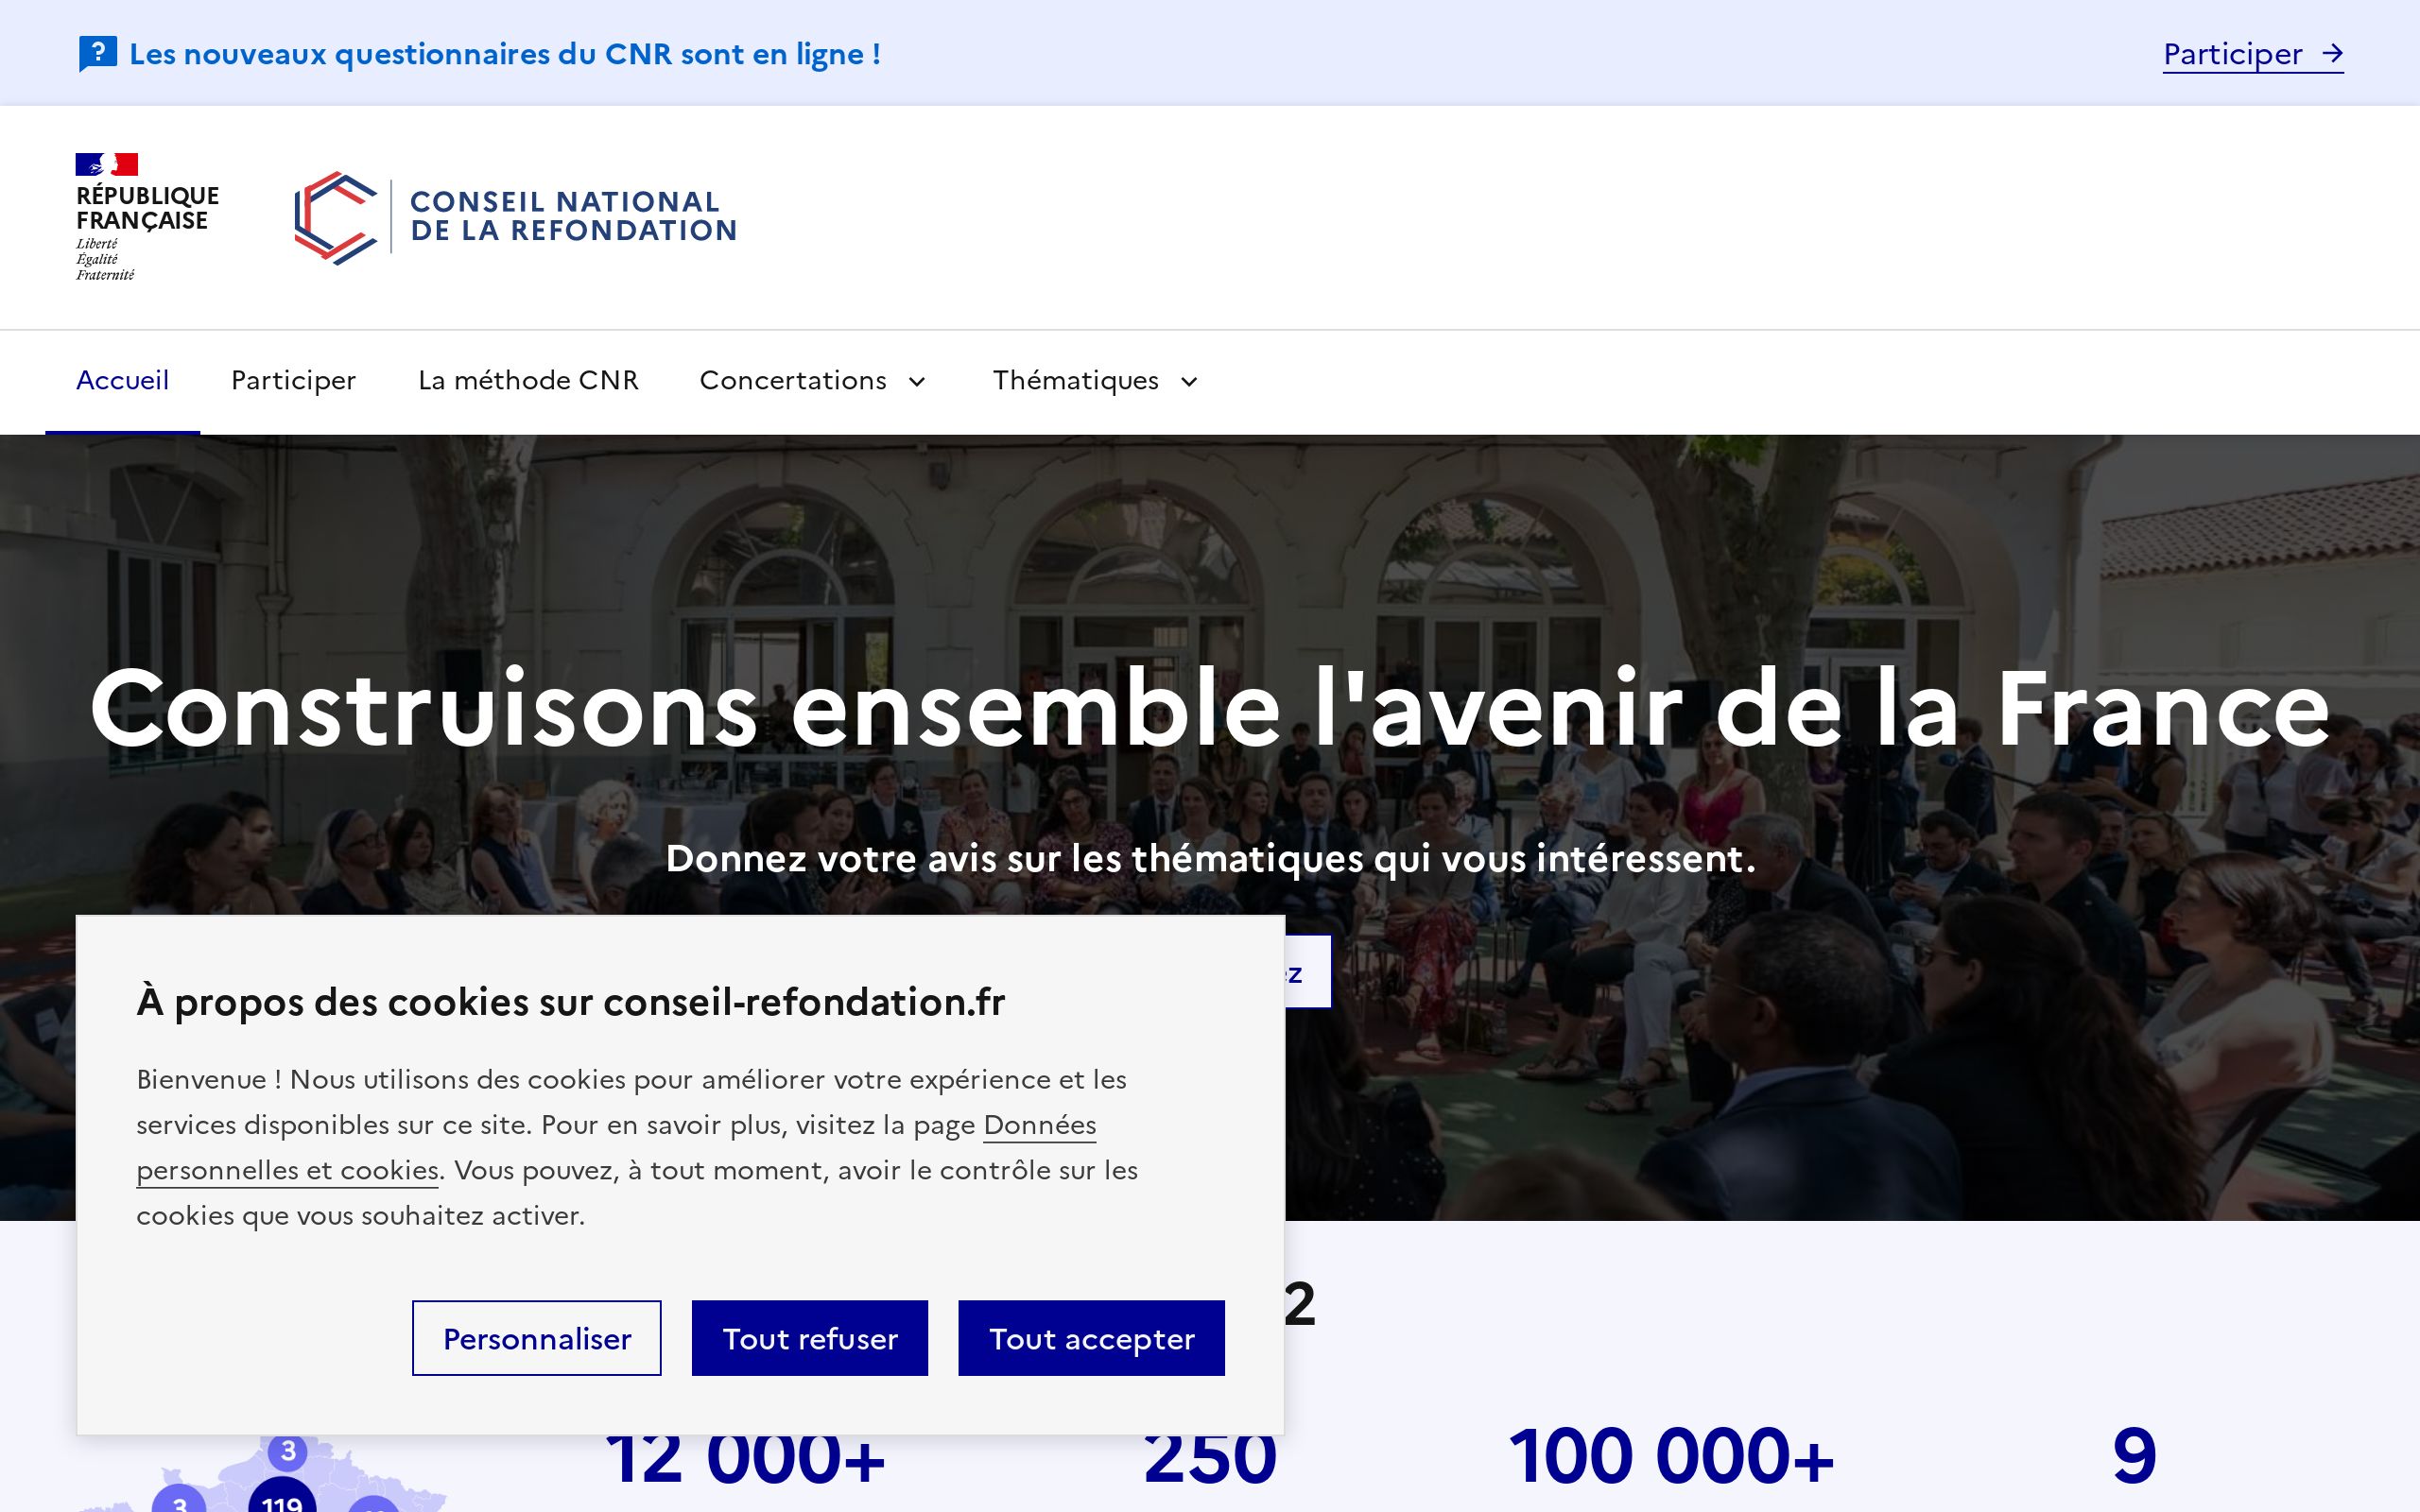 Les nouveaux questionnaires du CNR sont en ligne !
Participer →
RÉPUBLIQUE
FRANÇAISE
Liberté
Égalité
Fraternité
CONSEIL NATIONAL
DE LA REFONDATION
Accueil
Participer
La méthode CNR
Concertations
Thématiques
Construisons ensemble l'avenir de la France
Donnez votre avis sur les thématiques qui vous intéressent.
À propos des cookies sur conseil-refondation.fr
Bienvenue ! Nous utilisons des cookies pour améliorer votre expérience et les
services disponibles sur ce site. Pour en savoir plus, visitez la page Données
personnelles et cookies. Vous pouvez, à tout moment, avoir le contrôle sur les
cookies que vous souhaitez activer.
Personnaliser
Tout refuser
Tout accepter
2
3
3
119
12 000+
250
100 000+
9